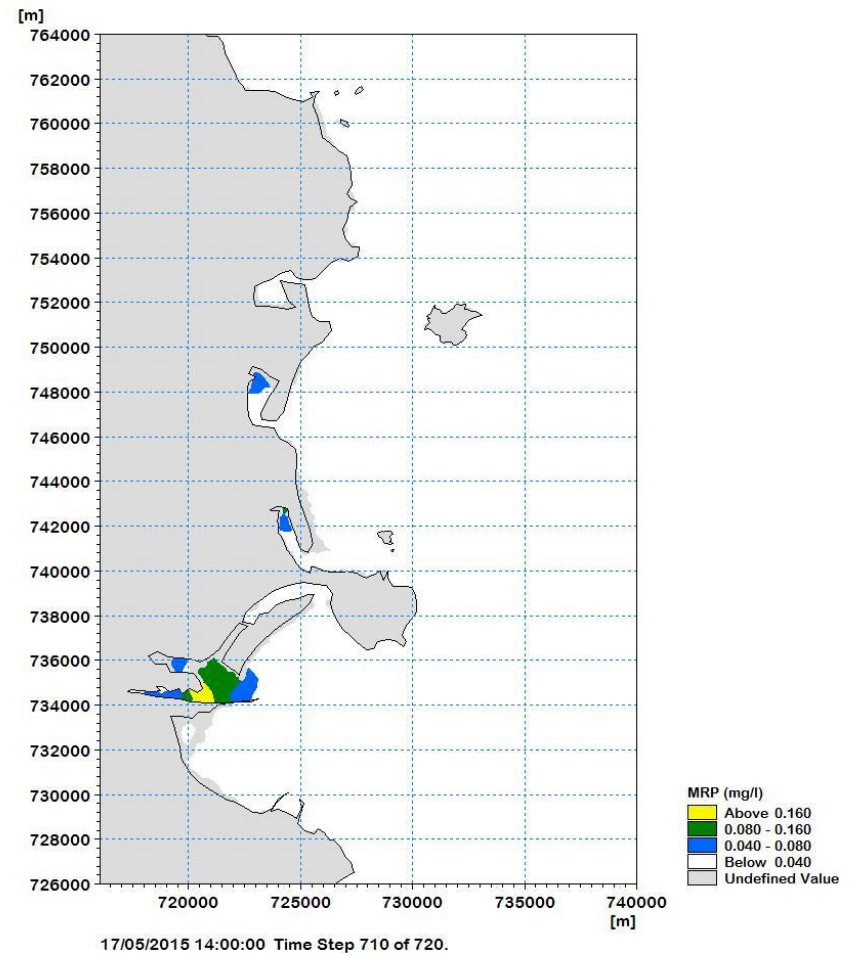 [m]
764000
762000
760000
758000
756000
754000
752000
750000
748000
746000
744000
742000
740000
738000
736000
734000
732000
730000
728000
726000
720000 725000 730000 735000 740000
[m]
MRP (mg/l)
Above 0.160
0.080 - 0.160
0.040 - 0.080
Below 0.040
Undefined Value
17/05/2015 14:00:00 Time Step 710 of 720.